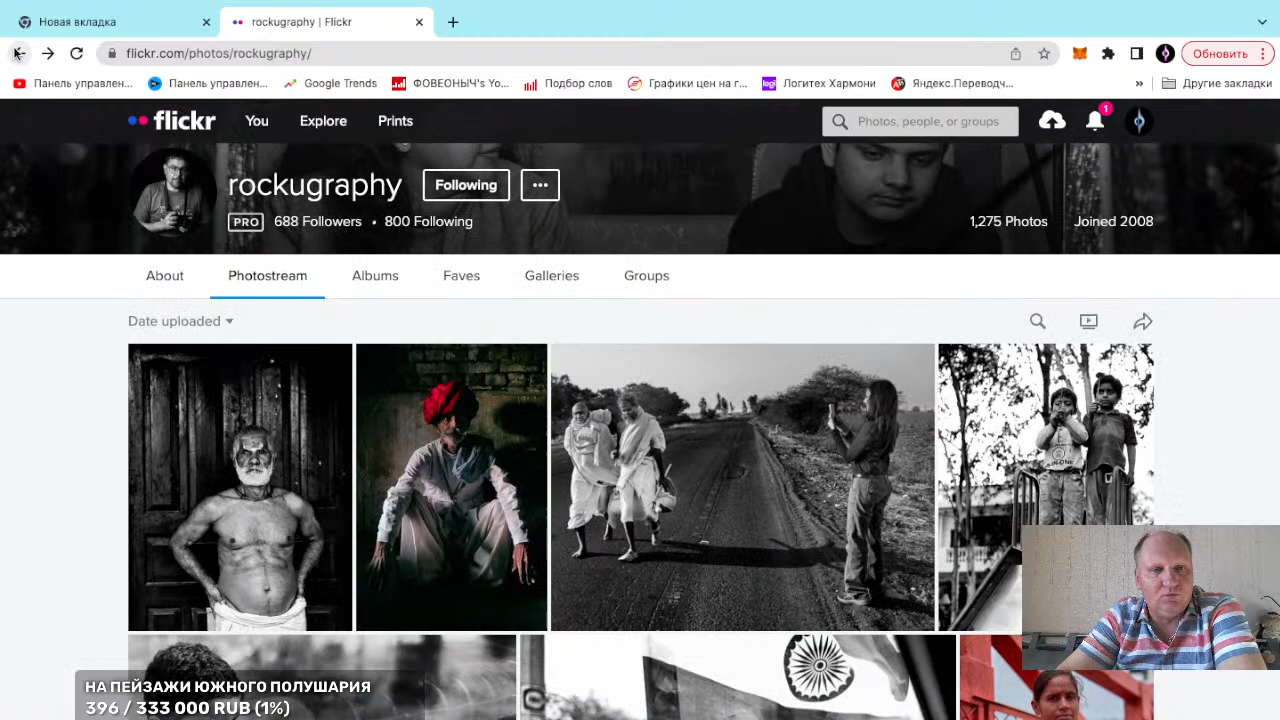 Новая вкладка
rockugraphy | Flickr
flickr.com/photos/rockugraphy/
Обновить
Панель управлен...
Панель управлен...
Google Trends
ФОВЕОНЫЧ's Yo...
Подбор слов
Графики цен на г...
Логитех Хармони
Яндекс.Переводч...
»
Другие закладки
flickr
You
Explore
Prints
Photos, people, or groups
1
rockugraphy
Following
PRO
688 Followers • 800 Following
1,275 Photos
Joined 2008
About
Photostream
Albums
Faves
Galleries
Groups
Date uploaded
НА ПЕЙЗАЖИ ЮЖНОГО ПОЛУШАРИЯ
396 / 333 000 RUB (1%)